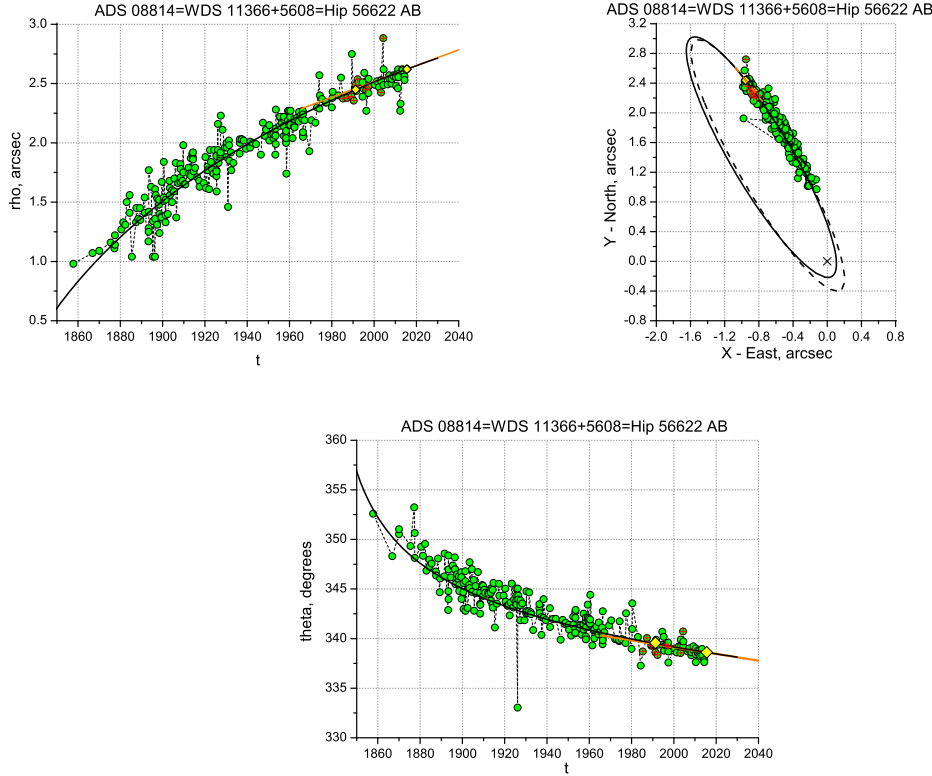 ADS 08814=WDS 11366+5608=Hip 56622 AB
3.0
2.5
2.0
1.5
1.0
0.5
rho, arcsec
1860 1880 1900 1920 1940 1960 1980 2000 2020 2040
t
ADS 08814=WDS 11366+5608=Hip 56622 AB
3.2
2.8
2.4
2.0
1.6
1.2
0.8
0.4
0.0
-0.4
-0.8
Y - North, arcsec
-2.0 -1.6 -1.2 -0.8 -0.4 0.0 0.4 0.8
X - East, arcsec
ADS 08814=WDS 11366+5608=Hip 56622 AB
360
355
350
345
340
335
330
theta, degrees
1860 1880 1900 1920 1940 1960 1980 2000 2020 2040
t